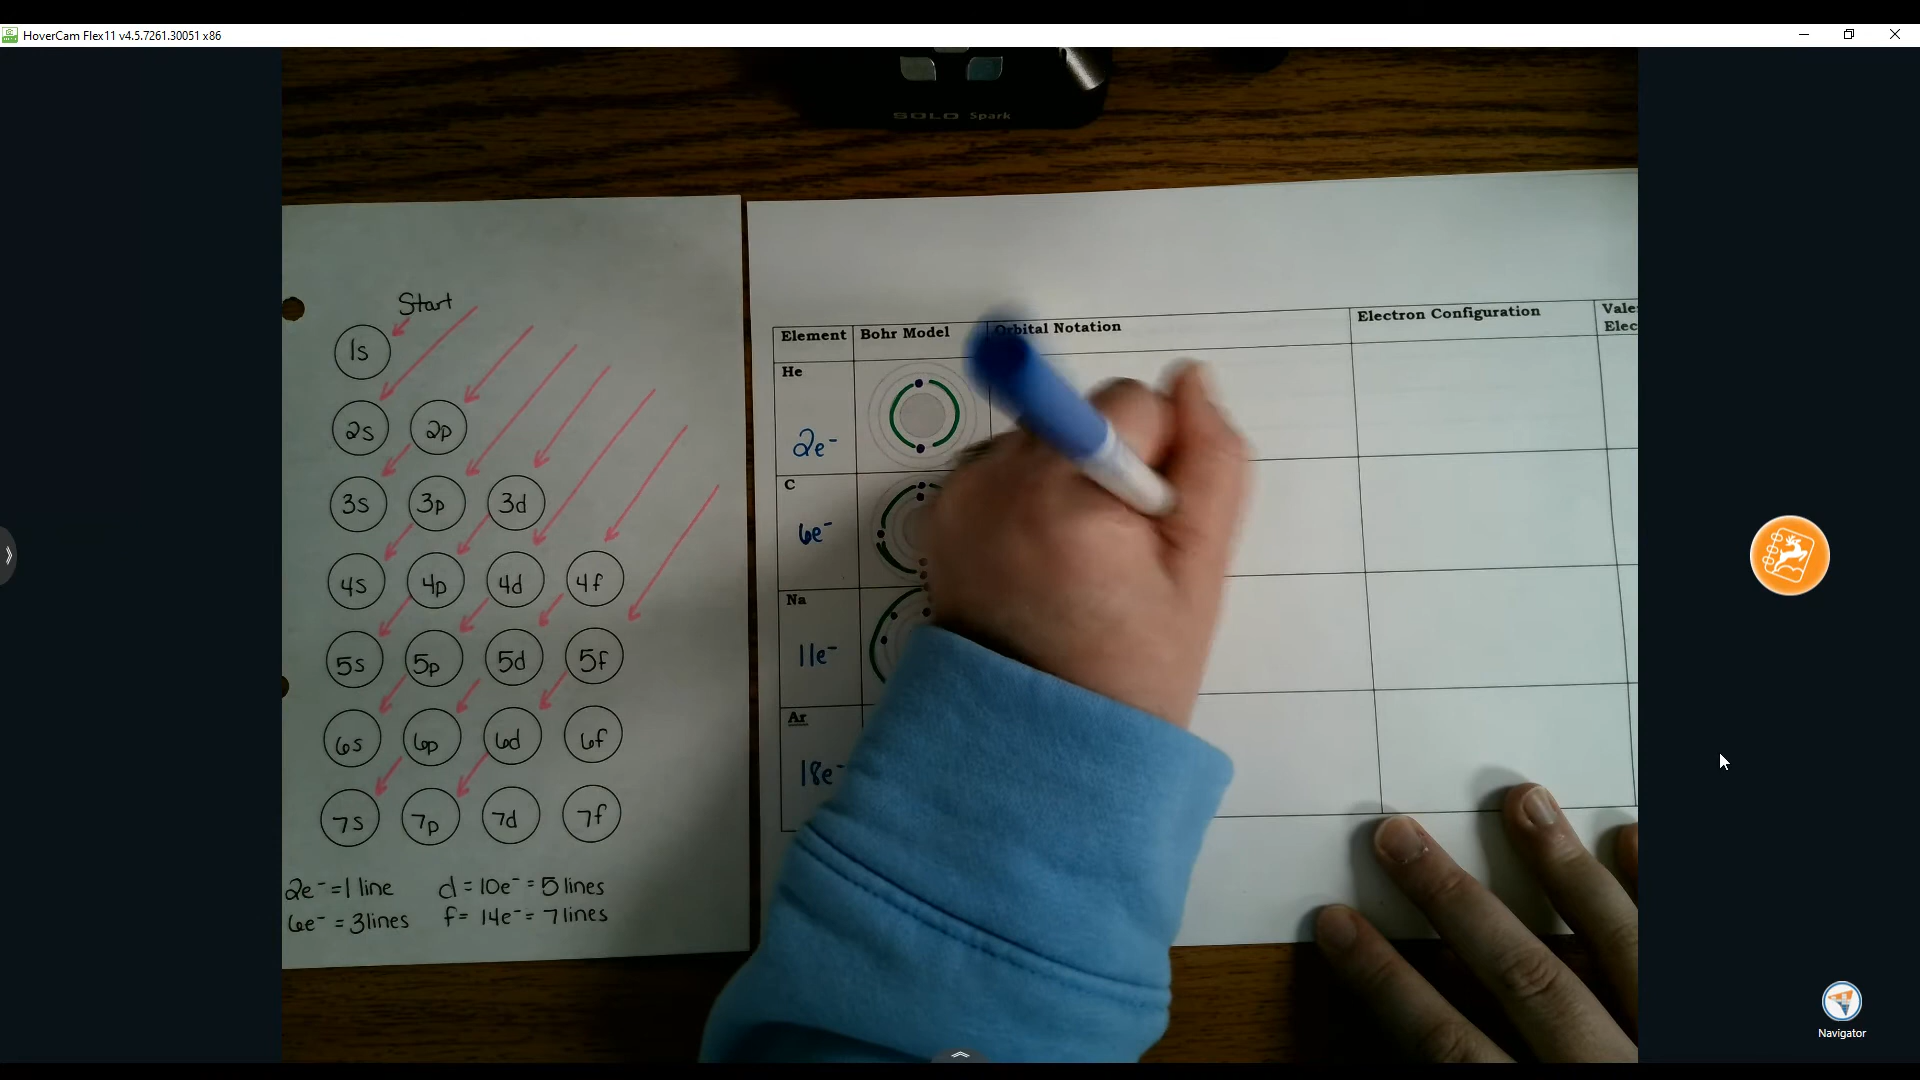 HoverCam Flex11 v4.5.7261.30051 x86
SOLO Spark
Start
1s
2s 2p
3s 3p 3d
4s 4p 4d 4f
5s 5p 5d 5f
6s 6p 6d 6f
7s 7p 7d 7f
2e⁻ = 1 line d = 10e⁻ = 5 lines
6e⁻ = 3 lines f = 14e⁻ = 7 lines
Element Bohr Model Orbital Notation Electron Configuration Vale
Elec
He
2e⁻
C
6e⁻
Na
11e⁻
Ar
18e⁻
Navigator